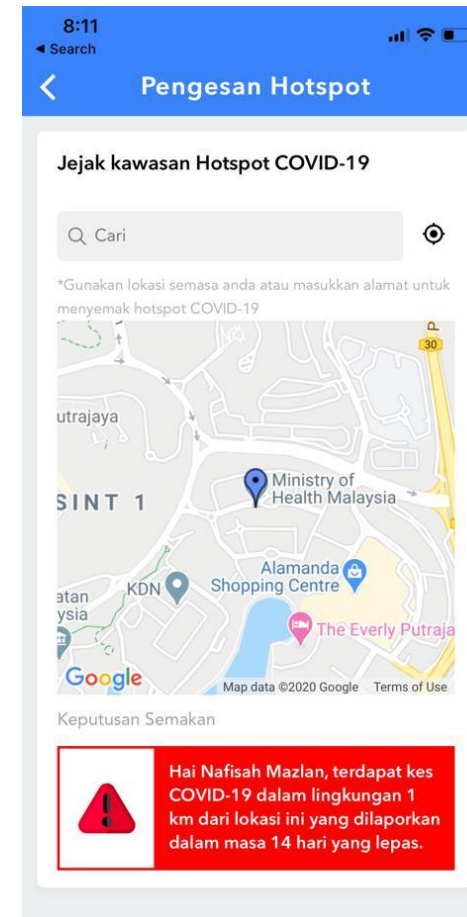 8:11
◄ Search
Pengesan Hotspot
Jejak kawasan Hotspot COVID-19
Cari
*Gunakan lokasi semasa anda atau masukkan alamat untuk
menyemak hotspot COVID-19
P
30
utrajaya
Ministry of
Health Malaysia
SINT 1
Alamanda
Shopping Centre
KDN
atan
ysia
The Everly Putraja
Google
Map data ©2020 Google
Terms of Use
Keputusan Semakan
Hai Nafisah Mazlan, terdapat kes
COVID-19 dalam lingkungan 1
km dari lokasi ini yang dilaporkan
dalam masa 14 hari yang lepas.